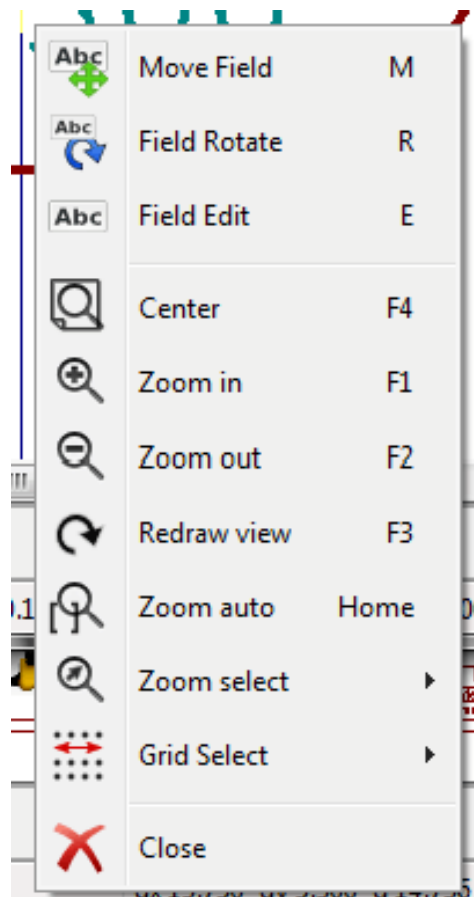 Abc Move Field M
Abc Field Rotate R
Abc Field Edit E
Center F4
Zoom in F1
Zoom out F2
Redraw view F3
Zoom auto Home
Zoom select
Grid Select
Close